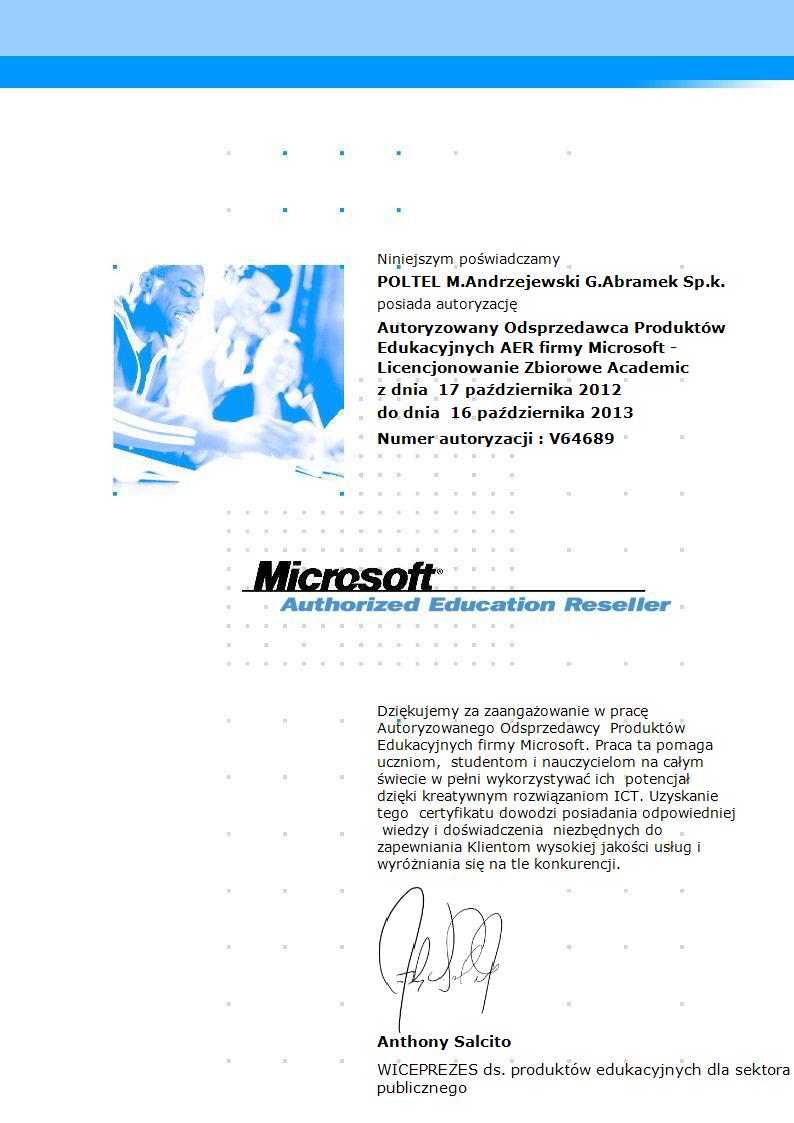 Niniejszym poświadczamy
POLTEL M.Andrzejewski G.Abramek Sp.k.
posiada autoryzację
Autoryzowany Odsprzedawca Produktów
Edukacyjnych AER firmy Microsoft -
Licencjonowanie Zbiorowe Academic
z dnia 17 października 2012
do dnia 16 października 2013
Numer autoryzacji : V64689
Microsoft®
Authorized Education Reseller
Dziękujemy za zaangażowanie w pracę
Autoryzowanego Odsprzedawcy Produktów
Edukacyjnych firmy Microsoft. Praca ta pomaga
uczniom, studentom i nauczycielom na całym
świecie w pełni wykorzystywać ich potencjał
dzięki kreatywnym rozwiązaniom ICT. Uzyskanie
tego certyfikatu dowodzi posiadania odpowiedniej
wiedzy i doświadczenia niezbędnych do
zapewniania Klientom wysokiej jakości usług i
wyróżniania się na tle konkurencji.
Anthony Salcito
WICEPREZES ds. produktów edukacyjnych dla sektora
publicznego